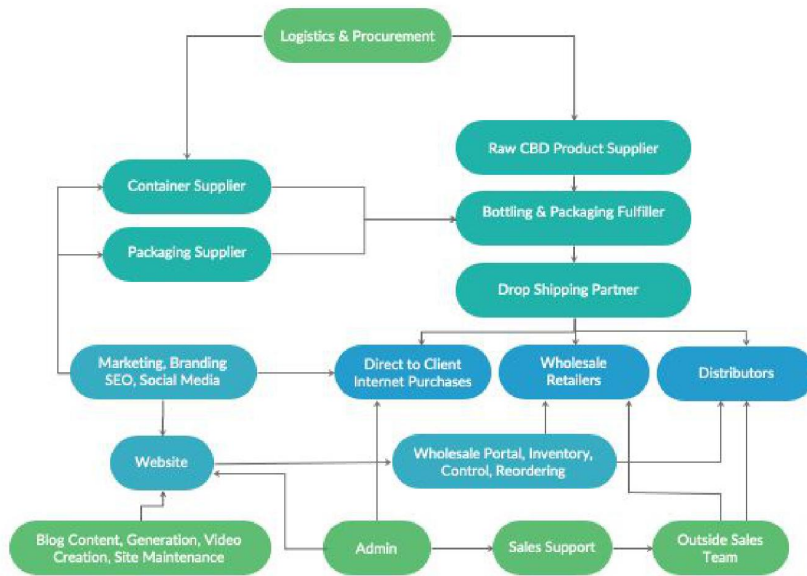 Logistics & Procurement
Raw CBD Product Supplier
Container Supplier
Bottling & Packaging Fulfiller
Packaging Supplier
Drop Shipping Partner
Marketing, Branding
SEO, Social Media
Direct to Client
Internet Purchases
Wholesale
Retailers
Distributors
Website
Wholesale Portal, Inventory,
Control, Reordering
Blog Content, Generation, Video
Creation, Site Maintenance
Admin
Sales Support
Outside Sales
Team